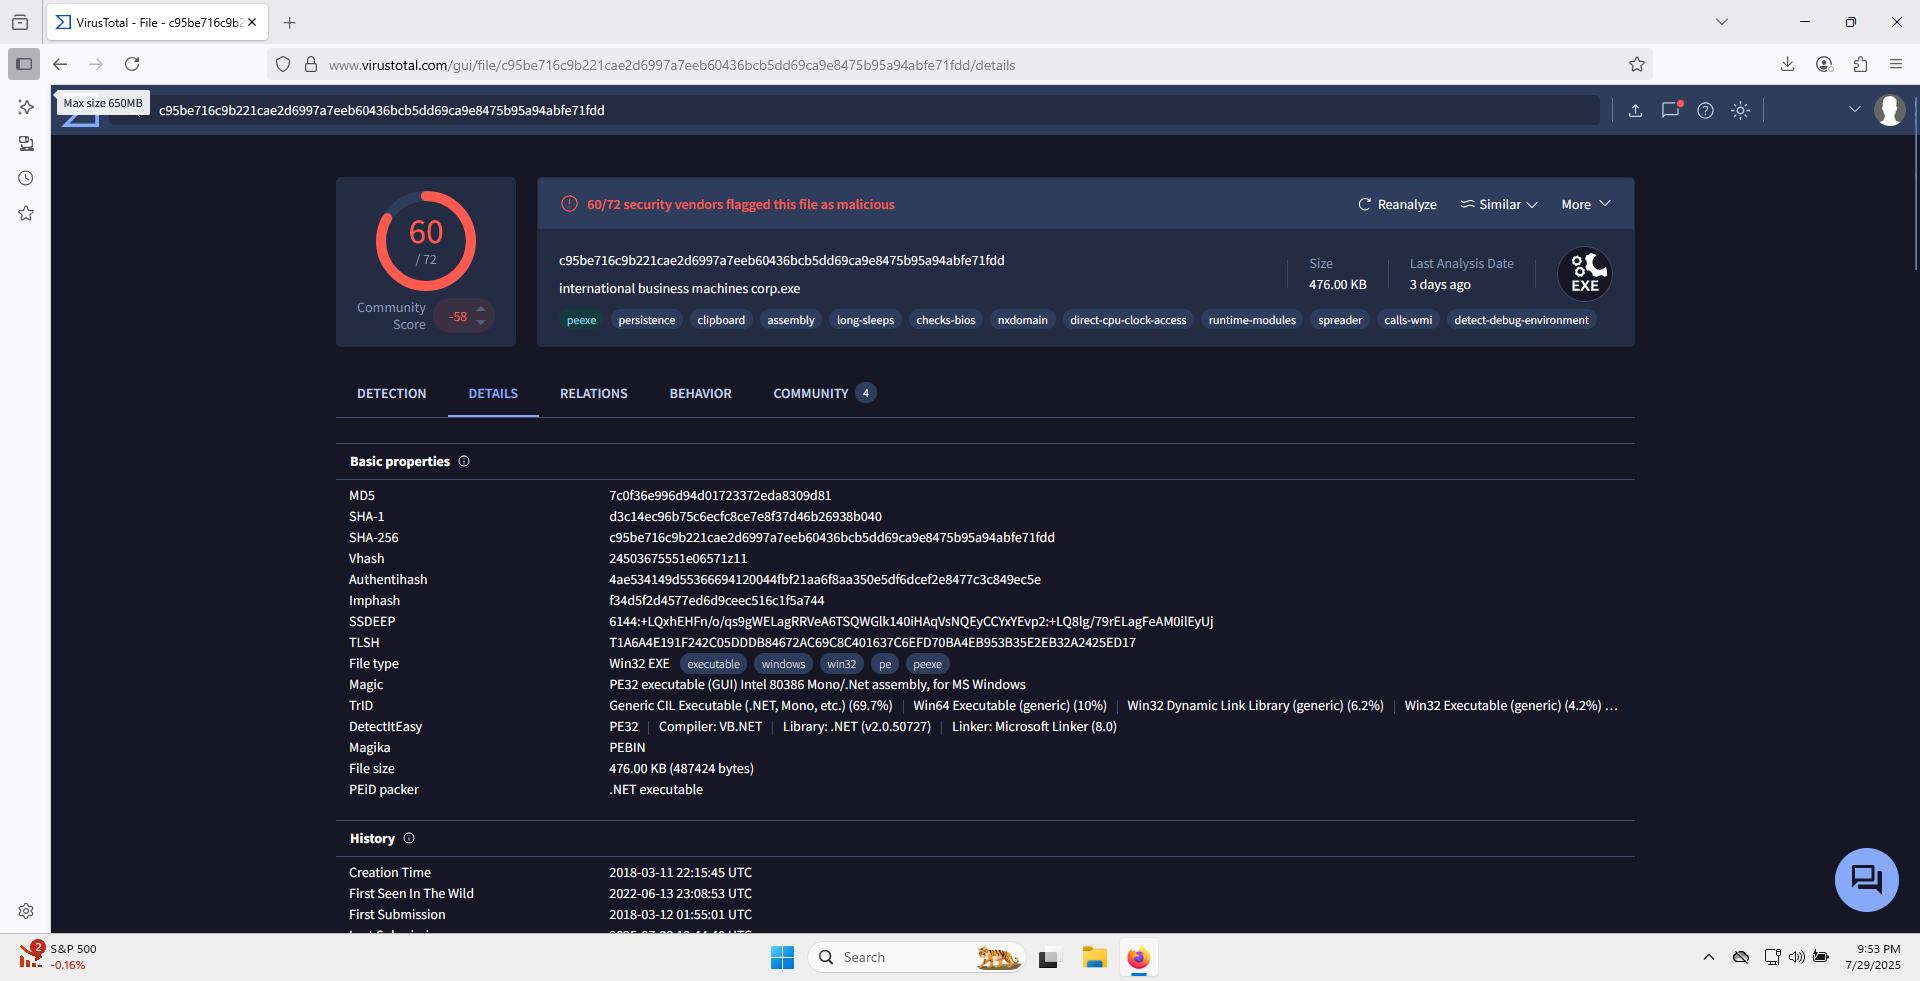 VirusTotal - File - c95be716c9b2
www.virustotal.com/gui/file/c95be716c9b221cae2d6997a7eeb60436bcb5dd69ca9e8475b95a94abfe71fdd/details
Max size 650MB
c95be716c9b221cae2d6997a7eeb60436bcb5dd69ca9e8475b95a94abfe71fdd
60
/ 72
Community
Score
-58
60/72 security vendors flagged this file as malicious
Reanalyze
Similar
More
c95be716c9b221cae2d6997a7eeb60436bcb5dd69ca9e8475b95a94abfe71fdd
international business machines corp.exe
Size
476.00 KB
Last Analysis Date
3 days ago
EXE
peexe persistence clipboard assembly long-sleeps checks-bios nxdomain direct-cpu-clock-access runtime-modules spreader calls-wmi detect-debug-environment
DETECTION DETAILS RELATIONS BEHAVIOR COMMUNITY 4
Basic properties
MD5 7c0f36e996d94d01723372eda8309d81
SHA-1 d3c14ec96b75c6ecfc8ce7e8f37d46b26938b040
SHA-256 c95be716c9b221cae2d6997a7eeb60436bcb5dd69ca9e8475b95a94abfe71fdd
Vhash 24503675551e06571z11
Authentihash 4ae534149d55366694120044fbf21aa6f8aa350e5df6dcef2e8477c3c849ec5e
Imphash f34d5f2d4577ed6d9ceec516c1f5a744
SSDEEP 6144:+LQxhEHFn/o/qs9gWELagRRVeA6TSQWGlk140iHAqVsNQEyCCYxYEvp2:+LQ8lg/79rELagFeAM0ilEyUj
TLSH T1A6A4E191F242C05DDDB84672AC69C8C401637C6EFD70BA4EB953B35E2EB32A2425ED17
File type Win32 EXE executable windows win32 pe peexe
Magic PE32 executable (GUI) Intel 80386 Mono/.Net assembly, for MS Windows
TrID Generic CIL Executable (.NET, Mono, etc.) (69.7%) Win64 Executable (generic) (10%) Win32 Dynamic Link Library (generic) (6.2%) Win32 Executable (generic) (4.2%) ...
DetectItEasy PE32 Compiler: VB.NET Library: .NET (v2.0.50727) Linker: Microsoft Linker (8.0)
Magika PEBIN
File size 476.00 KB (487424 bytes)
PEiD packer .NET executable
History
Creation Time 2018-03-11 22:15:45 UTC
First Seen In The Wild 2022-06-13 23:08:53 UTC
First Submission 2018-03-12 01:55:01 UTC
2
S&P 500
-0.16%
Search
9:53 PM
7/29/2025